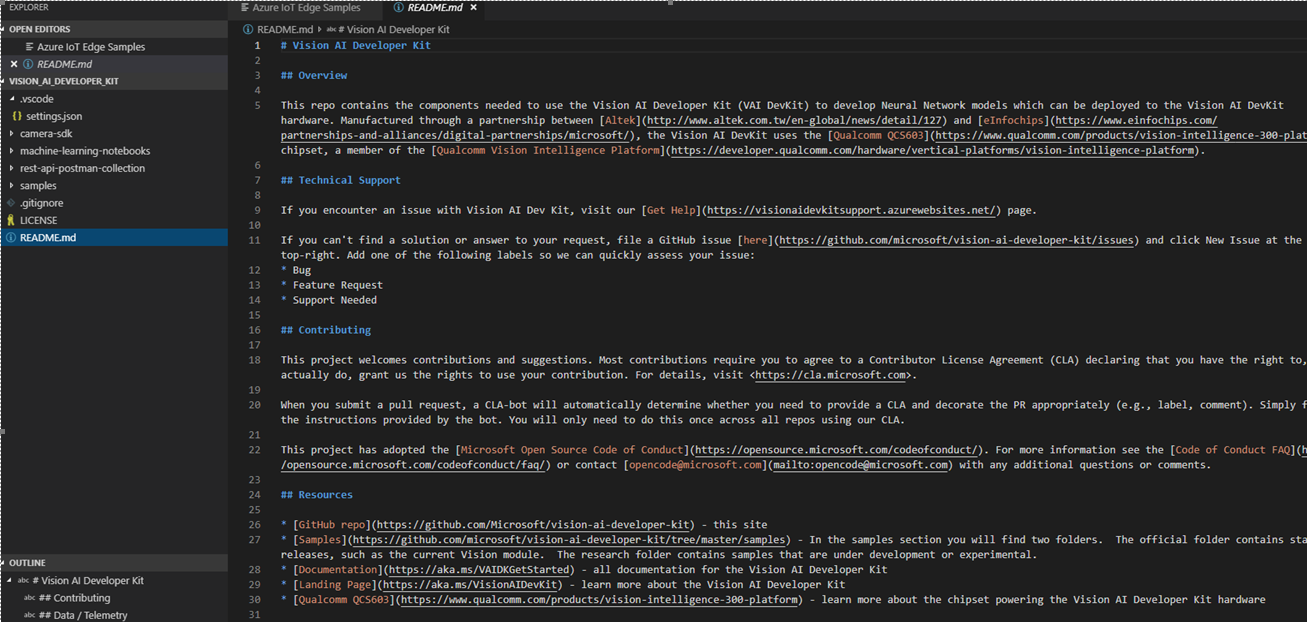 EXPLORER
OPEN EDITORS
Azure IoT Edge Samples
README.md
VISION_AI_DEVELOPER_KIT
.vscode
{} settings.json
camera-sdk
machine-learning-notebooks
rest-api-postman-collection
samples
.gitignore
LICENSE
README.md
OUTLINE
abc # Vision AI Developer Kit
abc ## Contributing
abc ## Data / Telemetry
Azure IoT Edge Samples
README.md
README.md abc # Vision AI Developer Kit
1 # Vision AI Developer Kit
2
3 ## Overview
4
5 This repo contains the components needed to use the Vision AI Developer Kit (VAI DevKit) to develop Neural Network models which can be deployed to the Vision AI DevKit
hardware. Manufactured through a partnership between [Altek](http://www.altek.com.tw/en-global/news/detail/127) and [eInfochips](https://www.einfochips.com/
partnerships-and-alliances/digital-partnerships/microsoft/), the Vision AI DevKit uses the [Qualcomm QCS603](https://www.qualcomm.com/products/vision-intelligence-300-plat
chipset, a member of the [Qualcomm Vision Intelligence Platform](https://developer.qualcomm.com/hardware/vertical-platforms/vision-intelligence-platform).
6
7 ## Technical Support
8
9 If you encounter an issue with Vision AI Dev Kit, visit our [Get Help](https://visionaidevkitsupport.azurewebsites.net/) page.
10
11 If you can't find a solution or answer to your request, file a GitHub issue [here](https://github.com/microsoft/vision-ai-developer-kit/issues) and click New Issue at the
top-right. Add one of the following labels so we can quickly assess your issue:
12 * Bug
13 * Feature Request
14 * Support Needed
15
16 ## Contributing
17
18 This project welcomes contributions and suggestions. Most contributions require you to agree to a Contributor License Agreement (CLA) declaring that you have the right to,
actually do, grant us the rights to use your contribution. For details, visit <https://cla.microsoft.com>.
19
20 When you submit a pull request, a CLA-bot will automatically determine whether you need to provide a CLA and decorate the PR appropriately (e.g., label, comment). Simply f
the instructions provided by the bot. You will only need to do this once across all repos using our CLA.
21
22 This project has adopted the [Microsoft Open Source Code of Conduct](https://opensource.microsoft.com/codeofconduct/). For more information see the [Code of Conduct FAQ](h
/opensource.microsoft.com/codeofconduct/faq/) or contact [opencode@microsoft.com](mailto:opencode@microsoft.com) with any additional questions or comments.
23
24 ## Resources
25
26 * [GitHub repo](https://github.com/Microsoft/vision-ai-developer-kit) - this site
27 * [Samples](https://github.com/microsoft/vision-ai-developer-kit/tree/master/samples) - In the samples section you will find two folders.  The official folder contains sta
releases, such as the current Vision module.  The research folder contains samples that are under development or experimental.
28 * [Documentation](https://aka.ms/VAIDKGetStarted) - all documentation for the Vision AI Developer Kit
29 * [Landing Page](https://aka.ms/VisionAIDevKit) - learn more about the Vision AI Developer Kit
30 * [Qualcomm QCS603](https://www.qualcomm.com/products/vision-intelligence-300-platform) - learn more about the chipset powering the Vision AI Developer Kit hardware
31